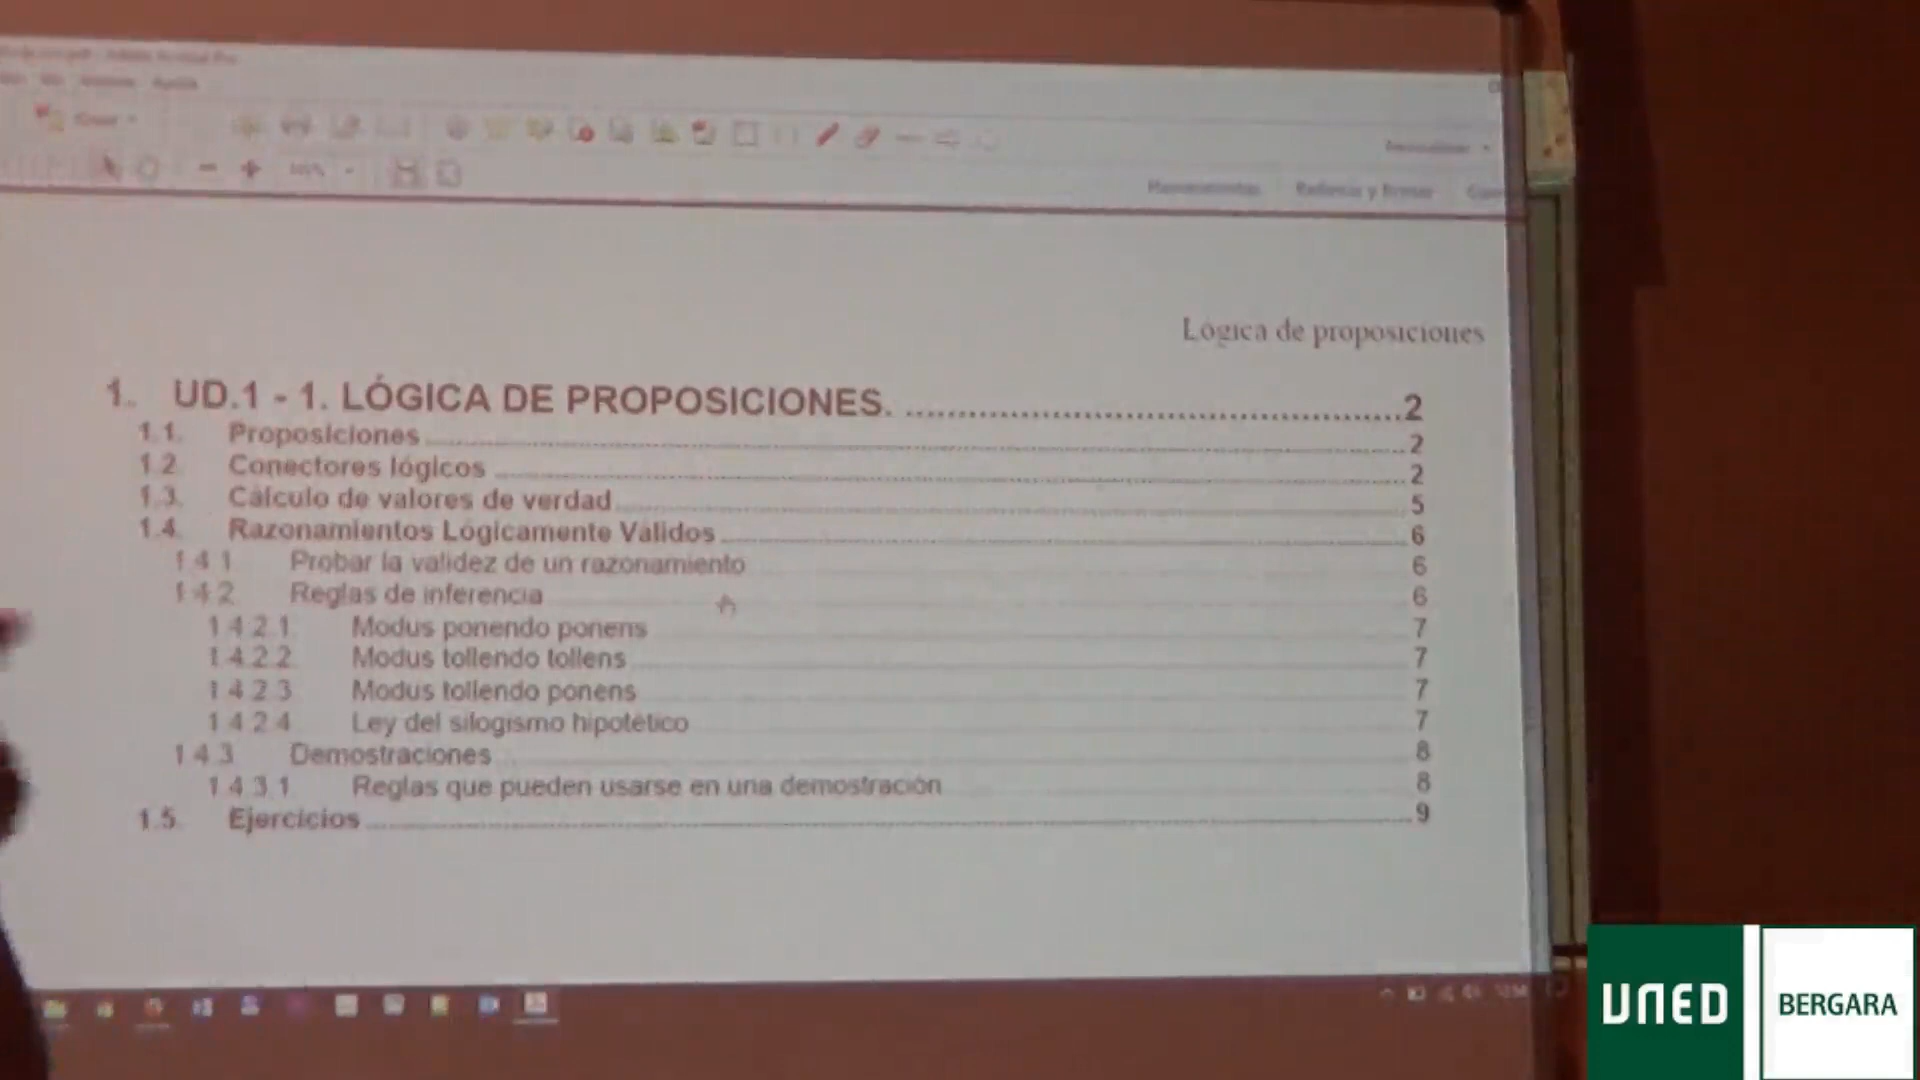 Lógica de proposiciones
1. UD.1 - 1. LÓGICA DE PROPOSICIONES. 2
1.1. Proposiciones 2
1.2 Conectores lógicos 2
1.3. Cálculo de valores de verdad 5
1.4. Razonamientos Lógicamente Válidos 6
1 4 1 Probar la validez de un razonamiento 6
1 4 2 Reglas de inferencia 6
1 4 2 1 Modus ponendo ponens 7
1 4 2 2 Modus tollendo tollens 7
1 4 2 3 Modus tollendo ponens 7
1 4 2 4 Ley del silogismo hipotético 7
1 4 3 Demostraciones 8
1 4 3 1 Reglas que pueden usarse en una demostración 8
1.5. Ejercicios 9
UNED BERGARA